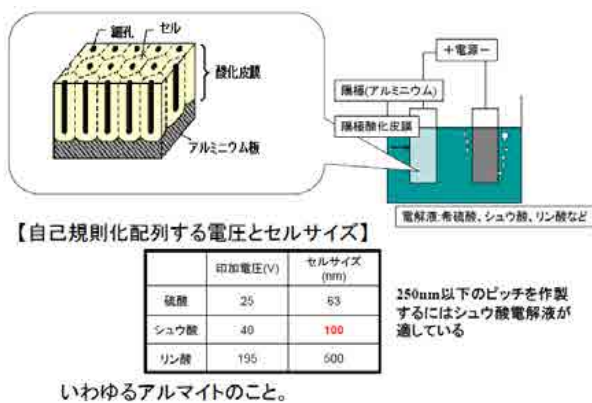 細孔
セル
酸化皮膜
アルミニウム板
+電源−
陽極(アルミニウム)
陽極酸化皮膜
電解液:希硫酸、シュウ酸、リン酸など
【自己規則化配列する電圧とセルサイズ】
印加電圧(V) セルサイズ
(nm)
硫酸 25 63
シュウ酸 40 100
リン酸 195 500
250nm以下のピッチを作製
するにはシュウ酸電解液が
適している
いわゆるアルマイトのこと。